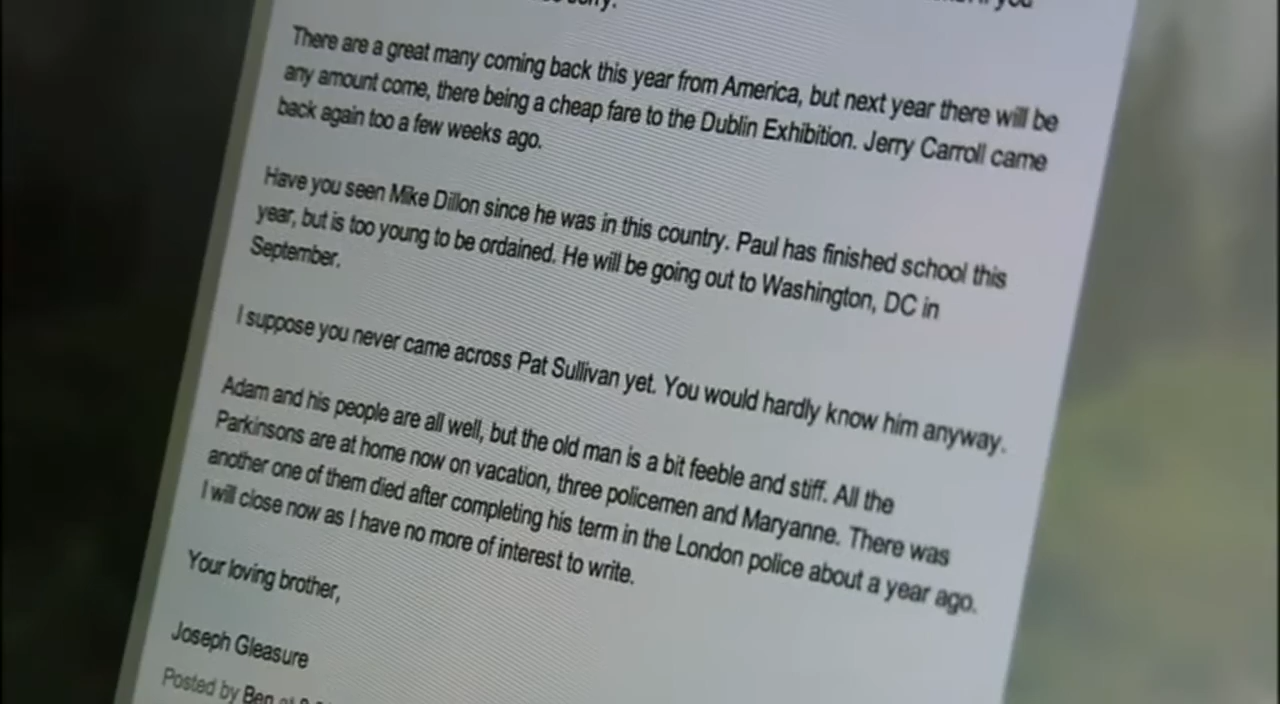 There are a great many coming back this year from America, but next year there will be
any amount come, there being a cheap fare to the Dublin Exhibition. Jerry Carroll came
back again too a few weeks ago.
Have you seen Mike Dillon since he was in this country. Paul has finished school this
year, but is too young to be ordained. He will be going out to Washington, DC in
September.
I suppose you never came across Pat Sullivan yet. You would hardly know him anyway.
Adam and his people are all well, but the old man is a bit feeble and stiff. All the
Parkinsons are at home now on vacation, three policemen and Maryanne. There was
another one of them died after completing his term in the London police about a year ago.
I will close now as I have no more of interest to write.
Your loving brother,
Joseph Gleasure
Posted by Ben at